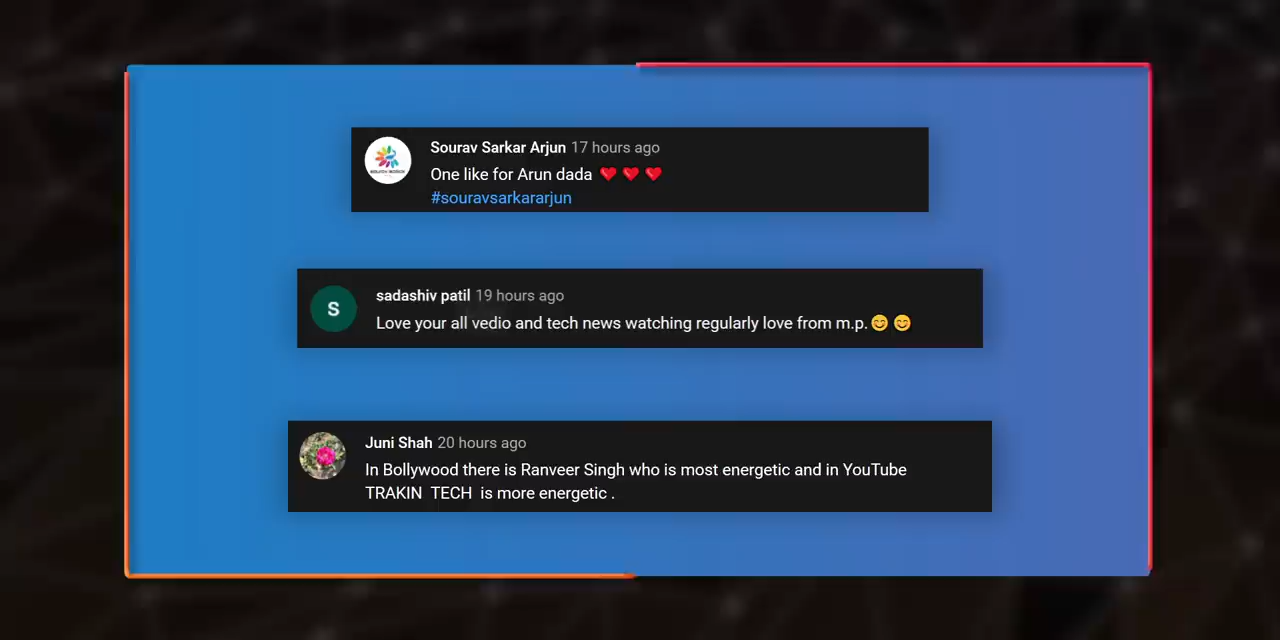 Sourav Sarkar Arjun 17 hours ago
One like for Arun dada ❤️ ❤️ ❤️
#souravsarkararjun
S
sadashiv patil 19 hours ago
Love your all vedio and tech news watching regularly love from m.p.😊 😊
Juni Shah 20 hours ago
In Bollywood there is Ranveer Singh who is most energetic and in YouTube
TRAKIN TECH is more energetic .